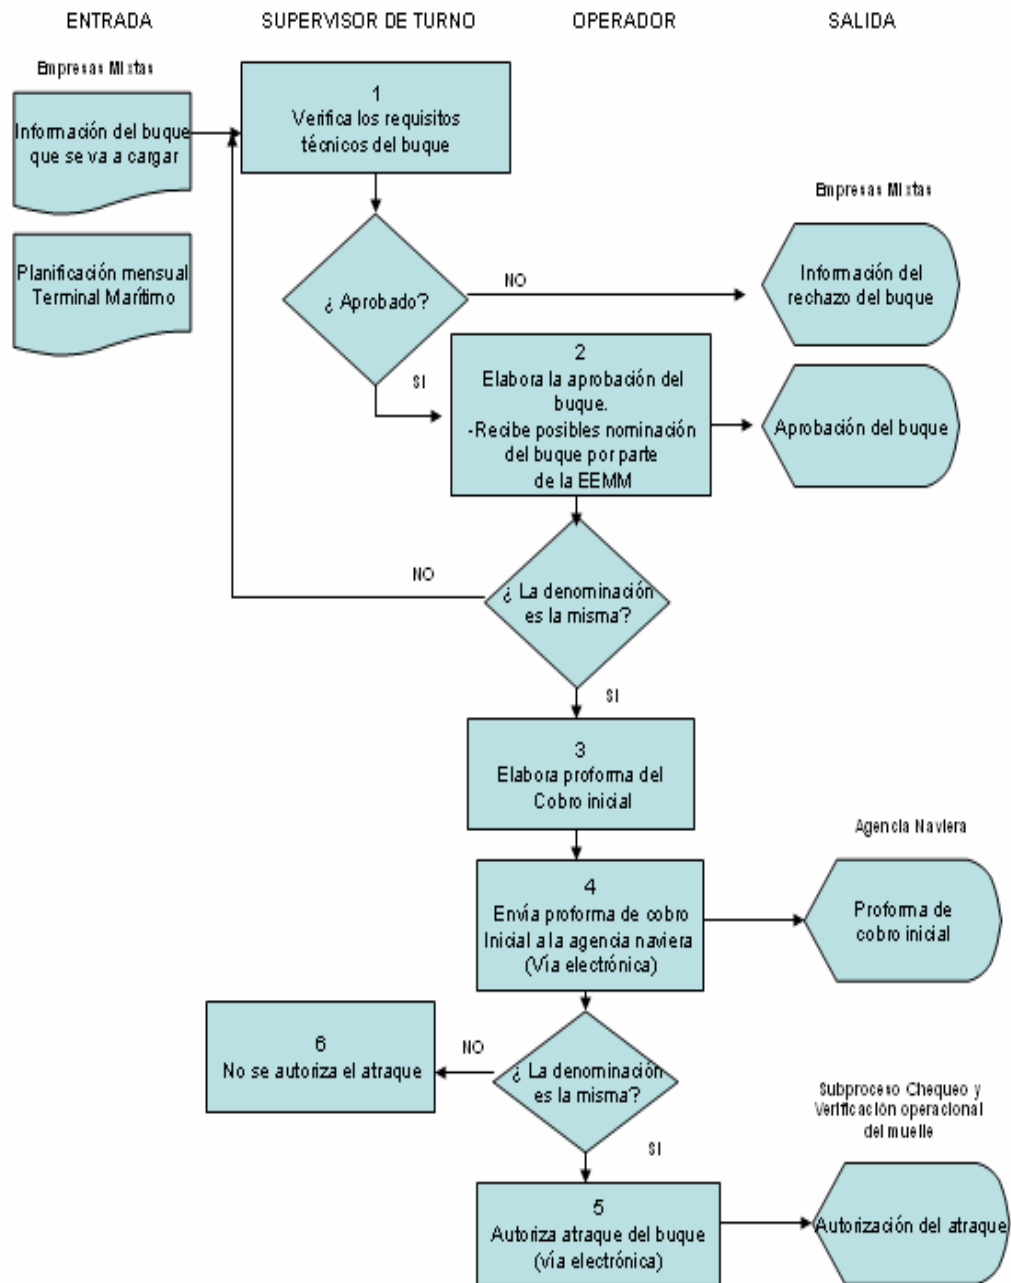 ENTRADA
SUPERVISOR DE TURNO
OPERADOR
SALIDA
Empresas Mixtas
Información del buque
que se va a cargar
1
Verifica los requisitos
técnicos del buque
Planificación mensual
Terminal Marítimo
¿ Aprobado?
NO
Empresas Mixtas
Información del
rechazo del buque
SI
2
Elabora la aprobación del
buque.
-Recibe posibles nominación
del buque por parte
de la EEMM
Aprobación del buque
NO
¿ La denominación
es la misma?
SI
3
Elabora proforma del
Cobro inicial
4
Envía proforma de cobro
Inicial a la agencia naviera
(Vía electrónica)
Agencia Naviera
Proforma de
cobro inicial
6
No se autoriza el atraque
NO
¿ La denominación
es la misma?
SI
5
Autoriza atraque del buque
(vía electrónica)
Subproceso Chequeo y
Verificación operacional
del muelle
Autorización del atraque